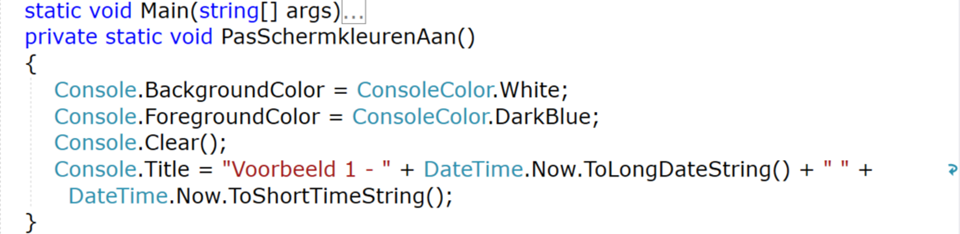 static void Main(string[] args)...
private static void PasSchermkleurenAan()
{
Console.BackgroundColor = ConsoleColor.White;
Console.ForegroundColor = ConsoleColor.DarkBlue;
Console.Clear();
Console.Title = "Voorbeeld 1 - " + DateTime.Now.ToLongDateString() + " " +
DateTime.Now.ToShortTimeString();
}